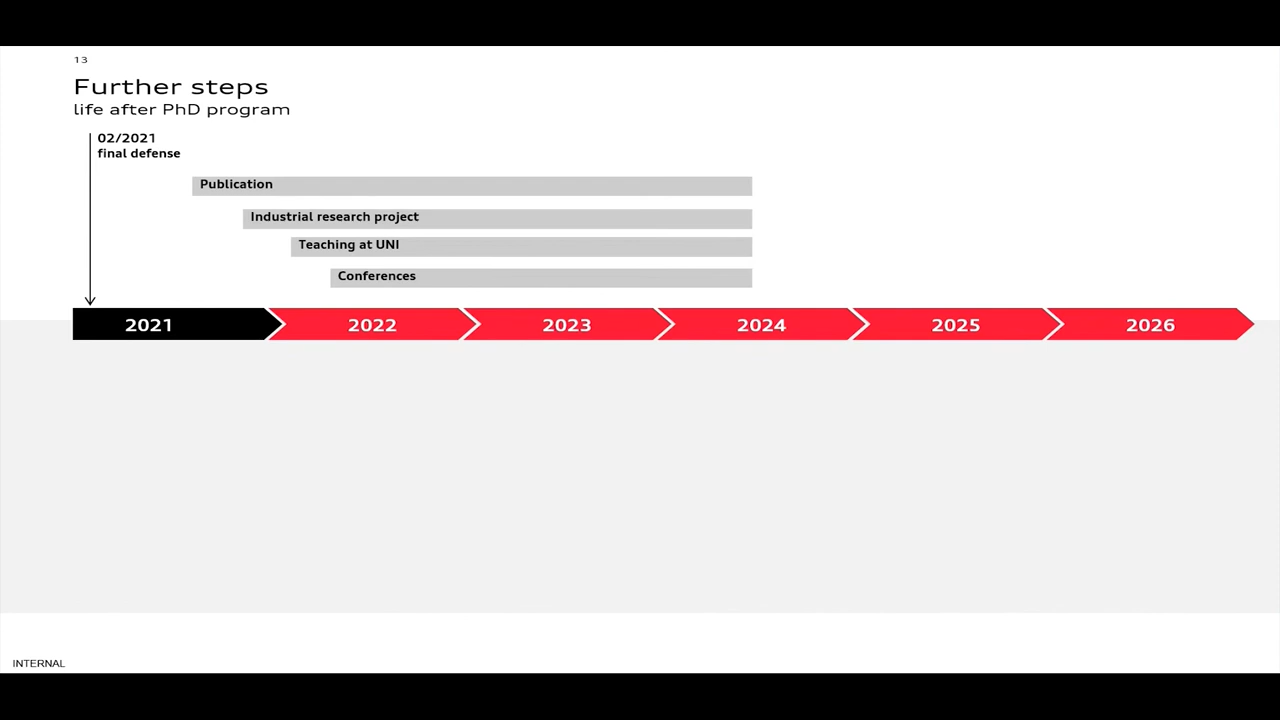 13
Further steps
life after PhD program
02/2021
final defense
Publication
Industrial research project
Teaching at UNI
Conferences
2021 2022 2023 2024 2025 2026
INTERNAL